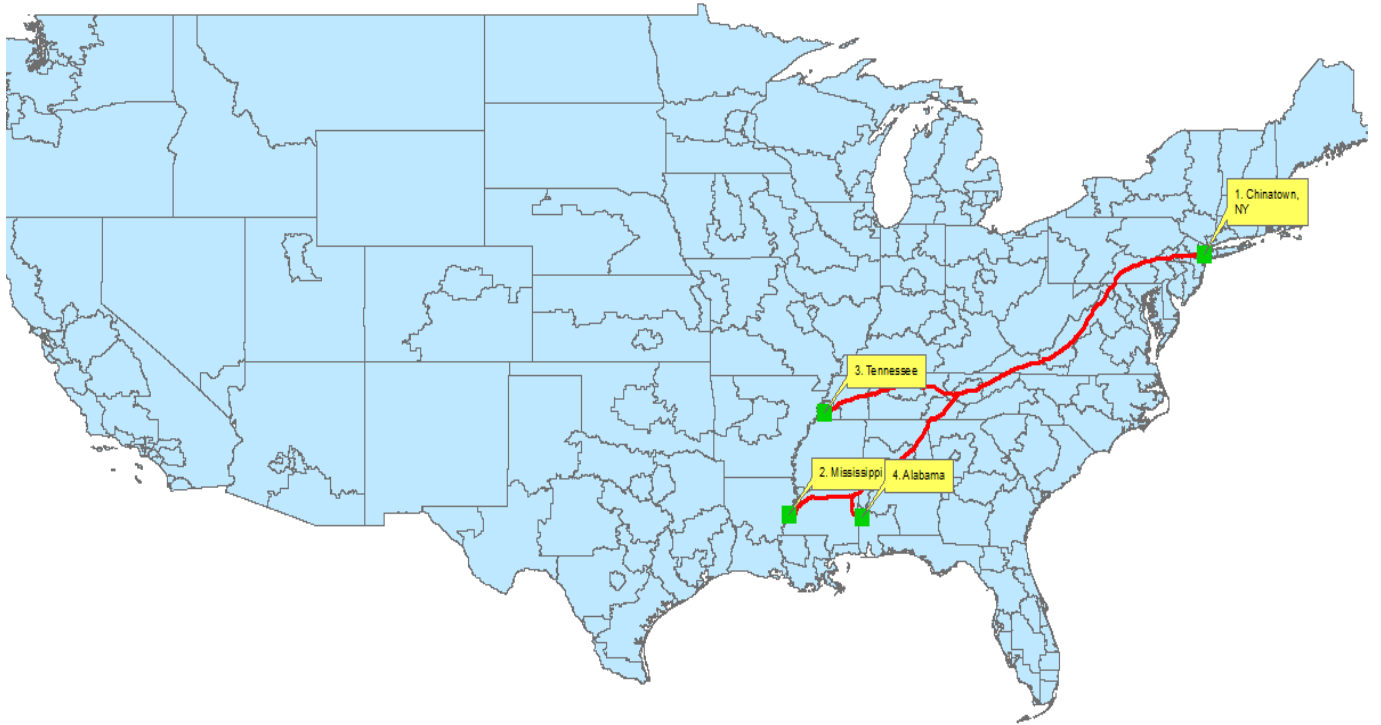 1. Chinatown,
NY
3. Tennessee
2. Mississippi
4. Alabama